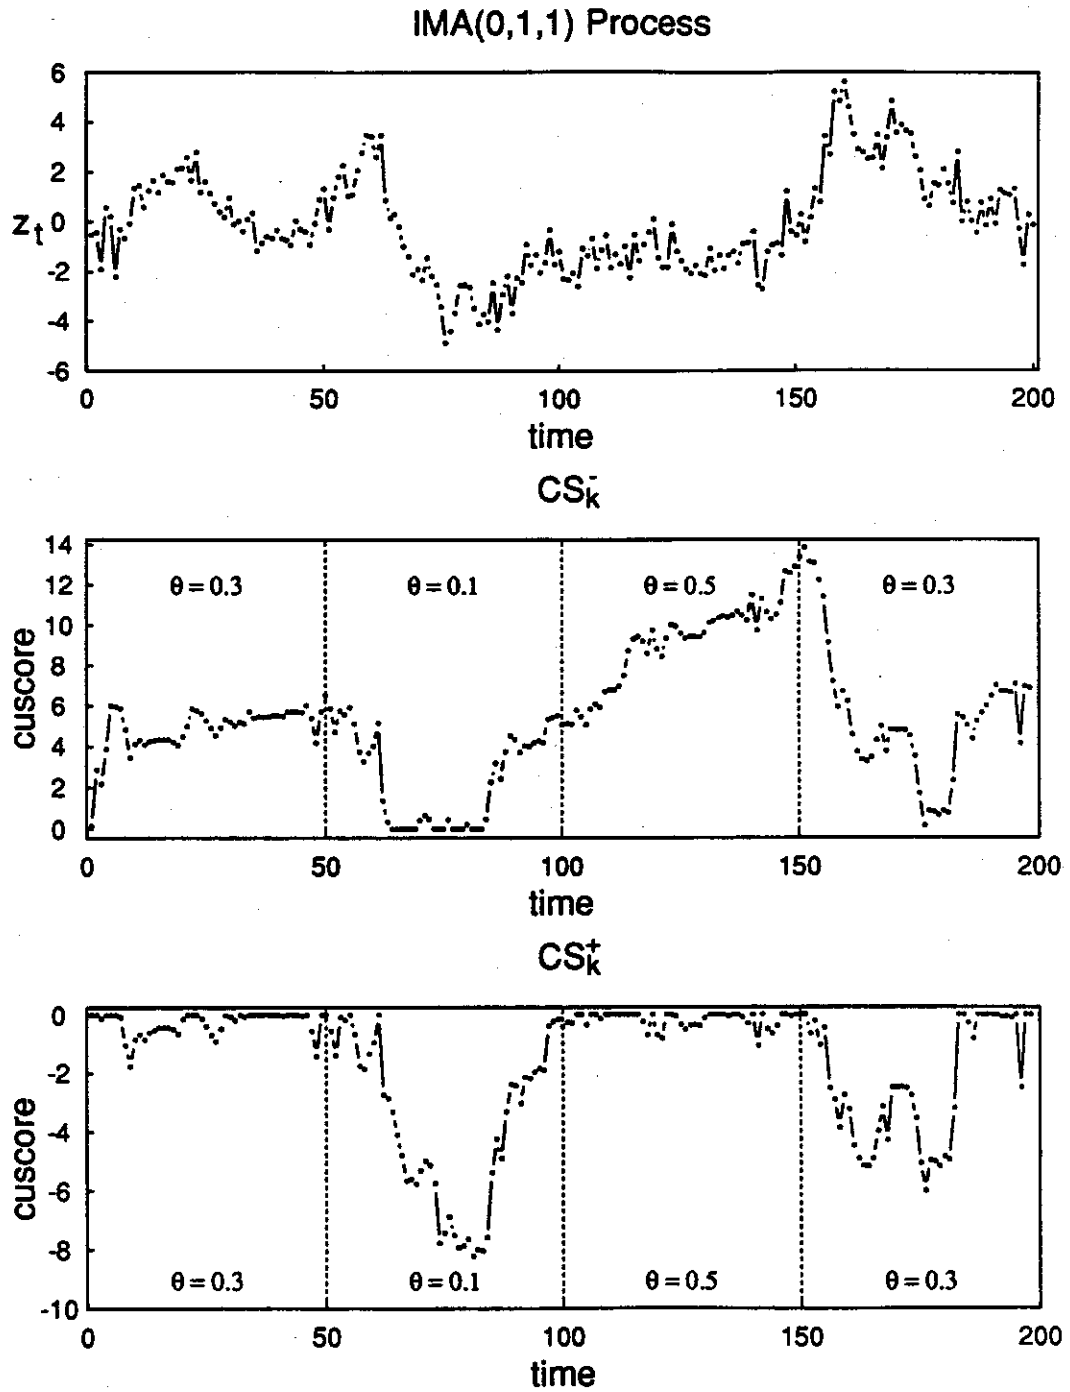 IMA(0,1,1) Process
6
4
2
0
-2
-4
-6
z_t
0 50 100 150 200
time
CS_k^-
14
12
10
8
6
4
2
0
cuscore
θ = 0.3 θ = 0.1 θ = 0.5 θ = 0.3
0 50 100 150 200
time
CS_k^+
0
-2
-4
-6
-8
-10
cuscore
θ = 0.3 θ = 0.1 θ = 0.5 θ = 0.3
0 50 100 150 200
time